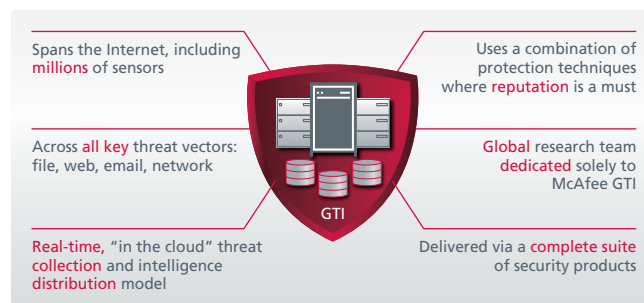 Spans the Internet, including
millions of sensors
Uses a combination of
protection techniques
where reputation is a must
Across all key threat vectors:
file, web, email, network
Global research team
dedicated solely to
McAfee GTI
GTI
Real-time, “in the cloud” threat
collection and intelligence
distribution model
Delivered via a complete suite
of security products